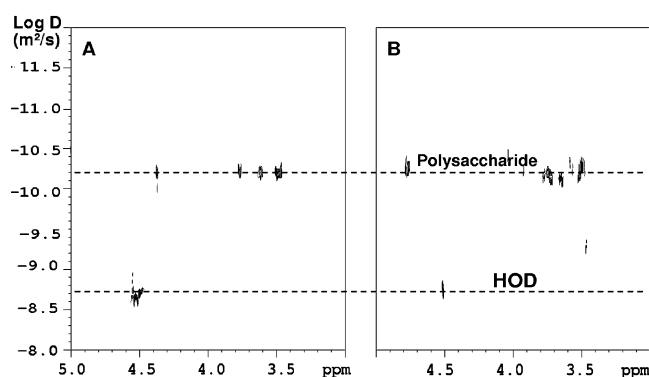 Log D
(m²/s)
A
B
-11.5
-11.0
-10.5
-10.0
-9.5
-9.0
-8.5
-8.0
Polysaccharide
HOD
5.0 4.5 4.0 3.5 ppm
4.5 4.0 3.5 ppm